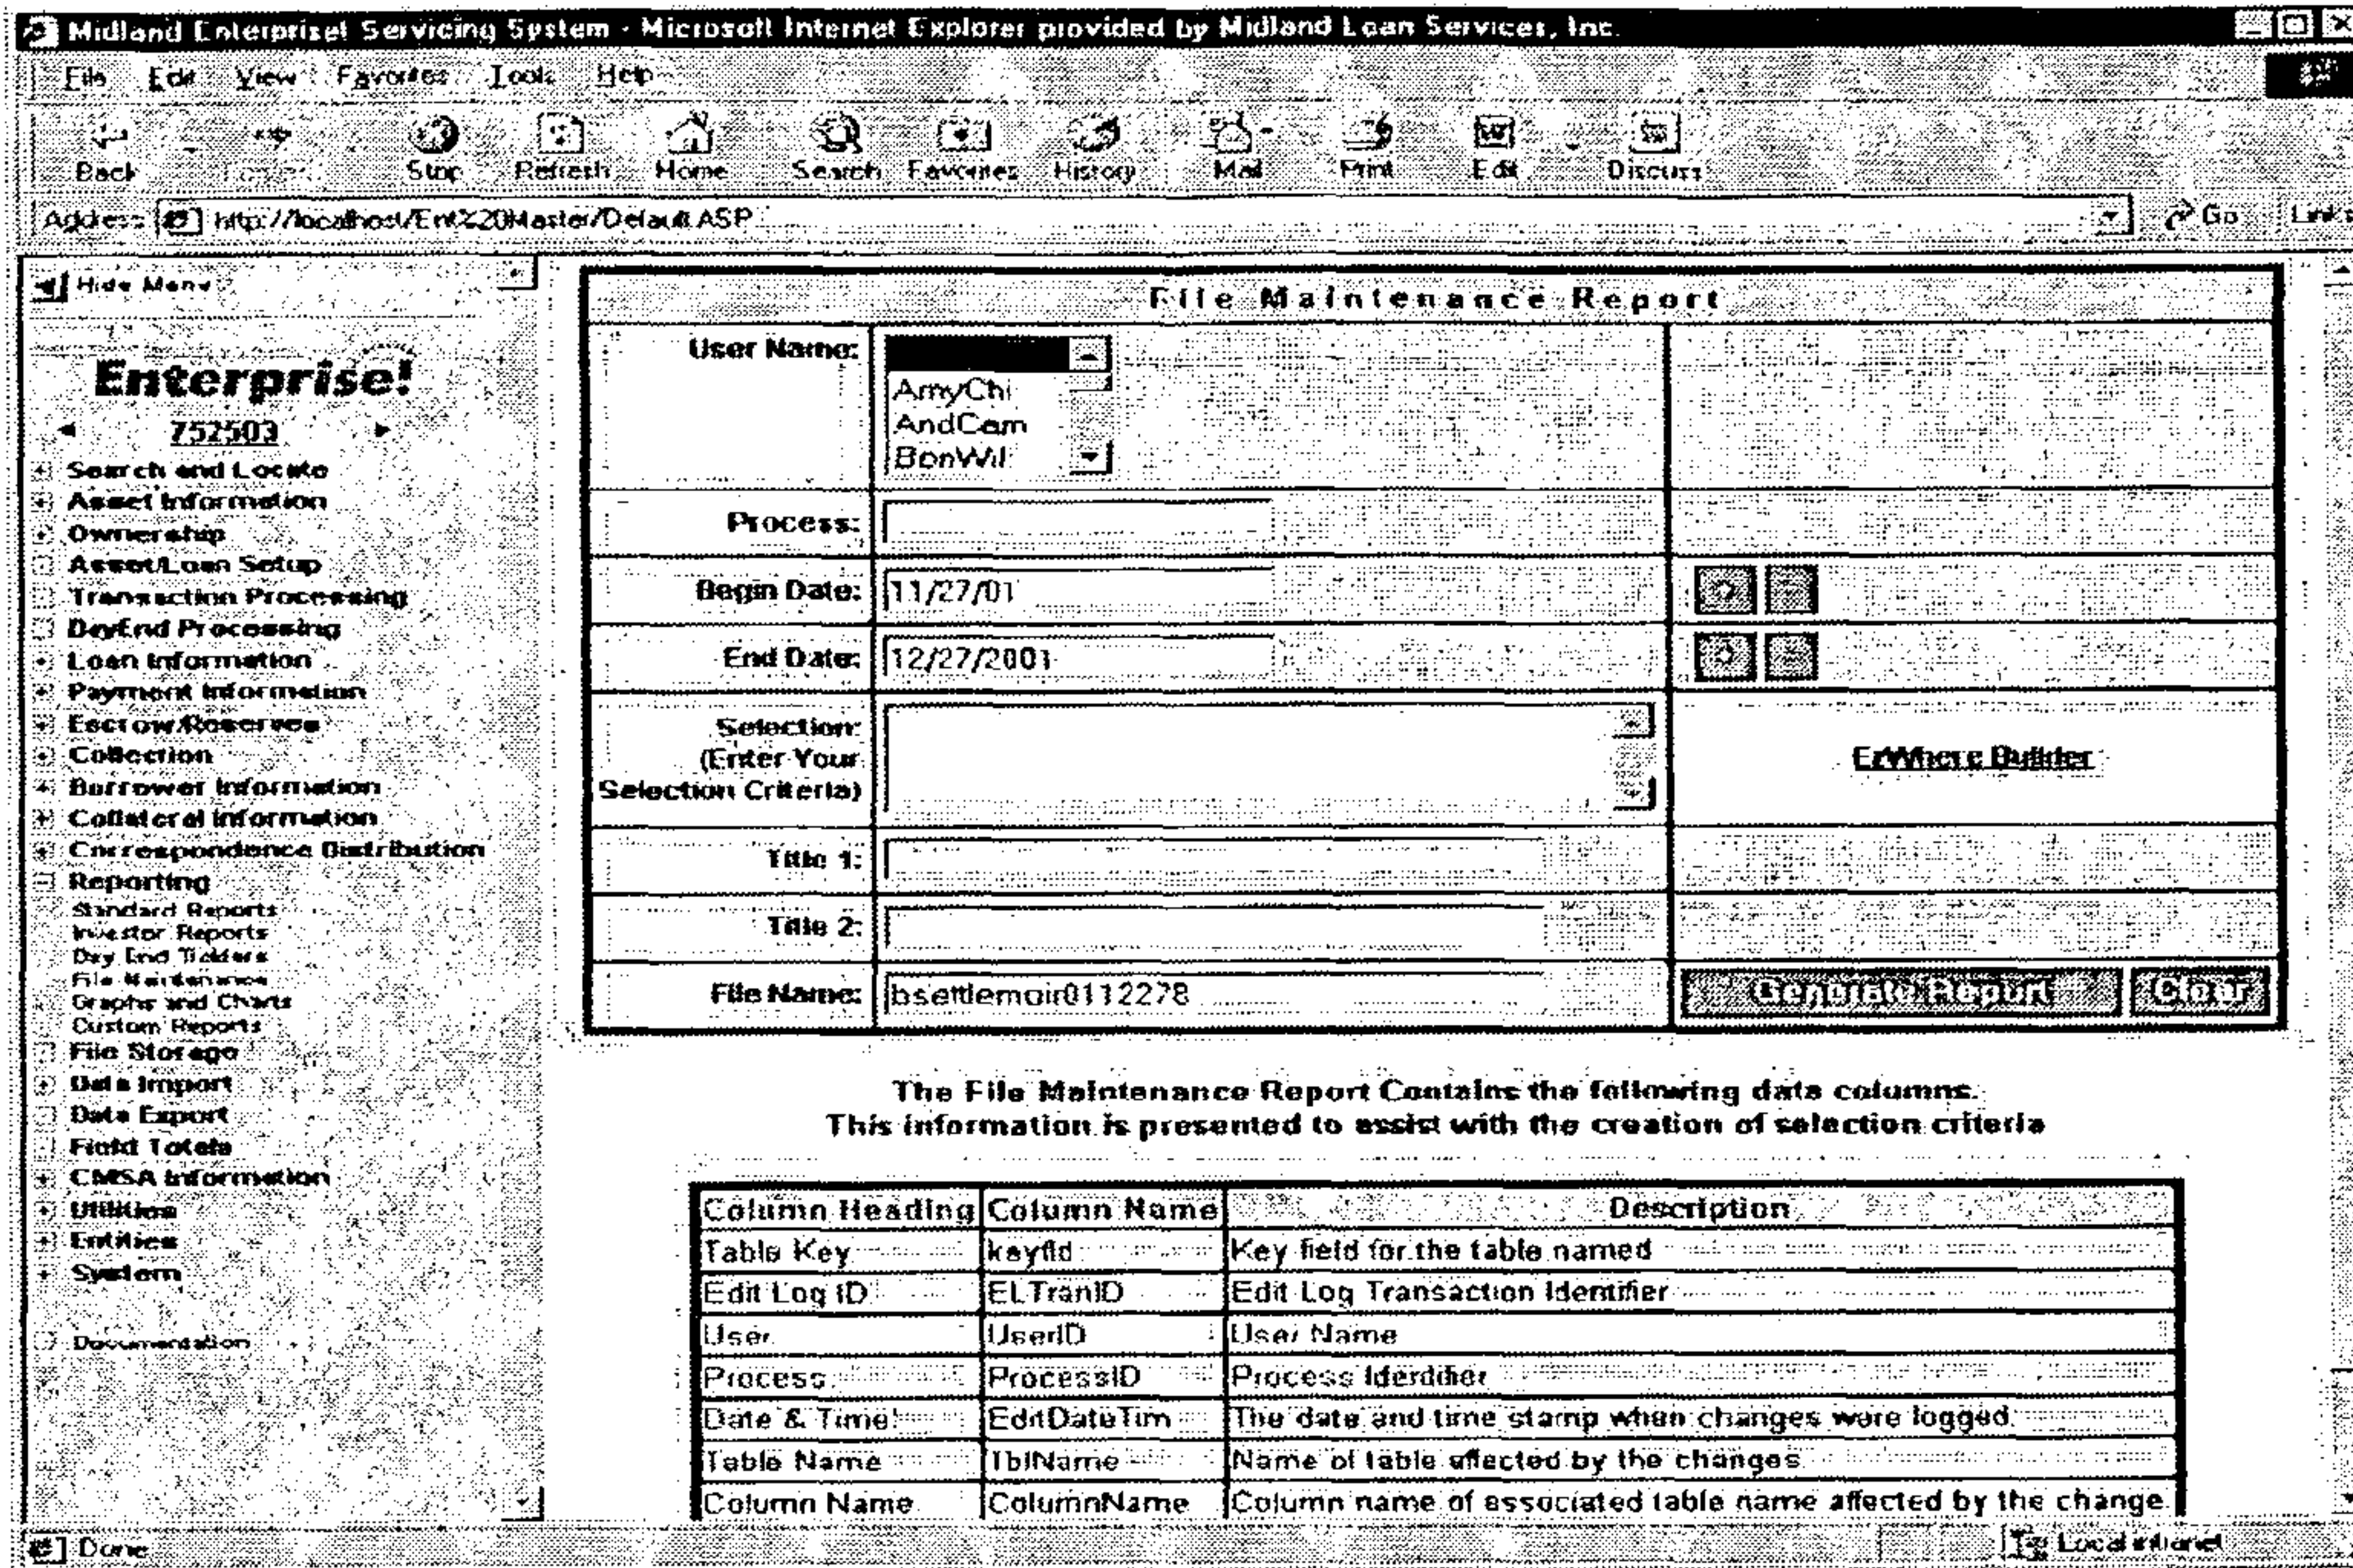 Midland Enterprise! Servicing System - Microsoft Internet Explorer provided by Midland Loan Services, Inc.
File Edit View Favorites Tools Help
Back Stop Refresh Home Search Favorites History Mail Print Edit Discuss
Address http://localhost/Ent%20Master/Default.ASP Go Links
Hide Menu
Enterprise!
752503
Search and Locate
Asset Information
Ownership
Asset/Loan Setup
Transaction Processing
DayEnd Processing
Loan Information
Payment Information
Escrow/Reserves
Collection
Borrower Information
Collateral Information
Correspondence Distribution
Reporting
Standard Reports
Investor Reports
Day End Ticklers
File Maintenance
Graphs and Charts
Custom Reports
File Storage
Data Import
Data Export
Field Totals
CMSA Information
Utilities
Entities
System
Documentation
File Maintenance Report
User Name:
AmyChi
AndCam
BonWil
Process:
Begin Date: 11/27/01
End Date: 12/27/2001
Selection:
(Enter Your
Selection Criteria)
EzWhere Builder
Title 1:
Title 2:
File Name: bsettlemoir0112278 Generate Report Clear
The File Maintenance Report Contains the following data columns.
This information is presented to assist with the creation of selection criteria
Column Heading Column Name Description
Table Key keyfld Key field for the table named
Edit Log ID ELTranID Edit Log Transaction Identifier
User UserID User Name
Process ProcessID Process Identifier
Date & Time EditDateTim The date and time stamp when changes were logged.
Table Name TblName Name of table affected by the changes
Column Name ColumnName Column name of associated table name affected by the change.
Done Local intranet